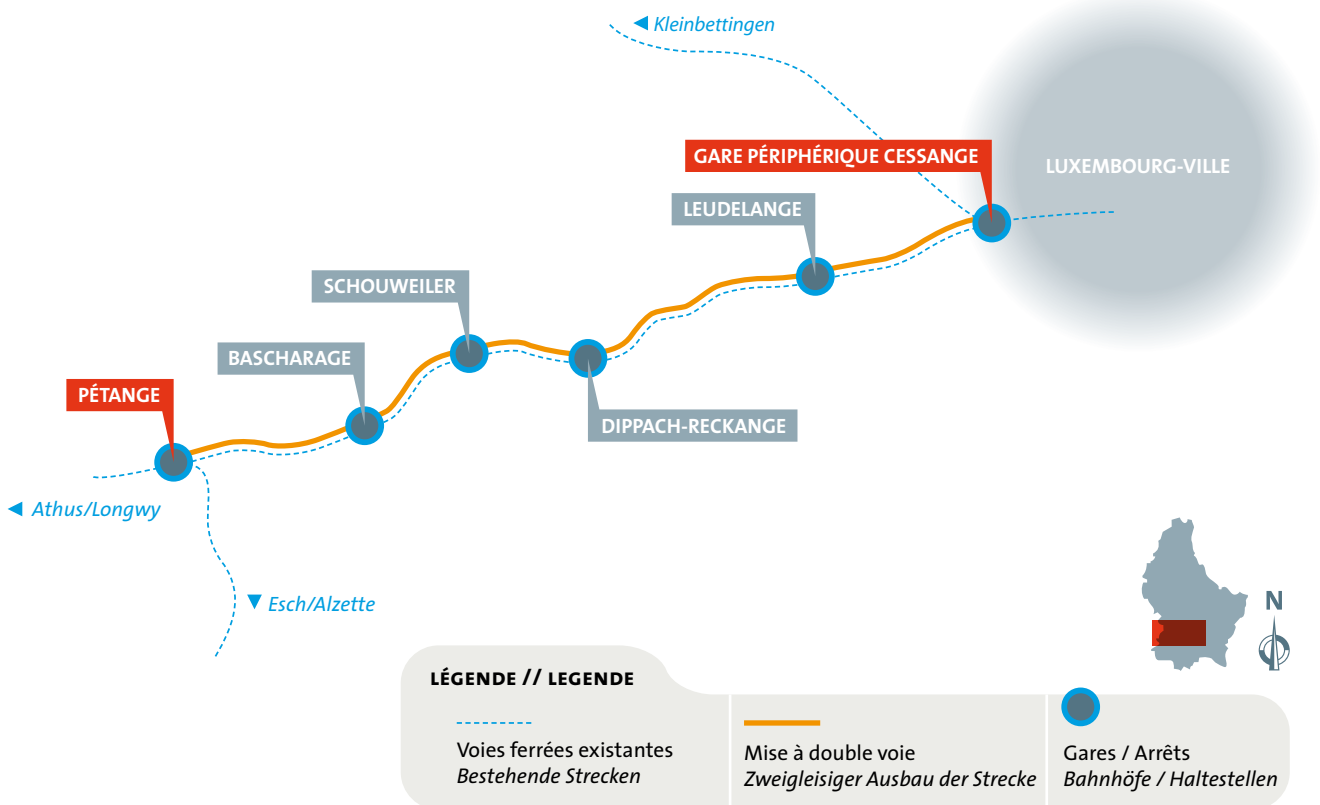 Kleinbettingen
GARE PÉRIPHÉRIQUE CESSANGE
LUXEMBOURG-VILLE
LEUDELANGE
SCHOUWEILER
BASCHARAGE
PÉTANGE
DIPPACH-RECKANGE
Athus/Longwy
Esch/Alzette
N
LÉGENDE // LEGENDE
Voies ferrées existantes
Bestehende Strecken
Mise à double voie
Zweigleisiger Ausbau der Strecke
Gares / Arrêts
Bahnhöfe / Haltestellen